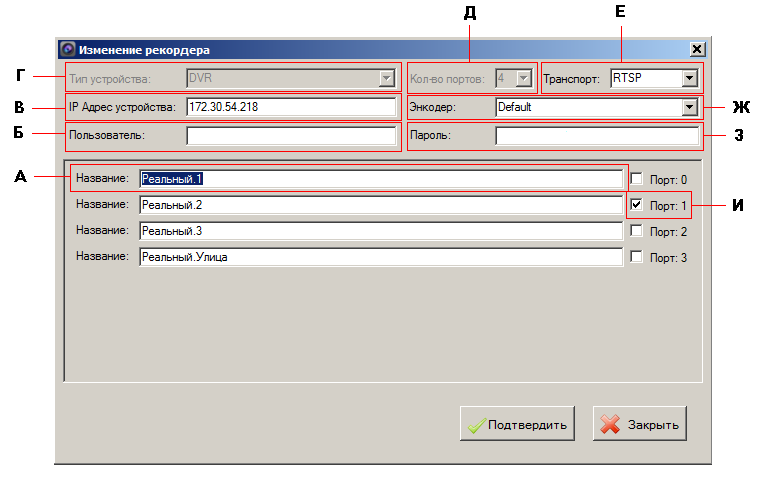 Д Е
Изменение рекордера
Г Тип устройства: DVR Кол-во портов: 4 Транспорт: RTSP
В IP Адрес устройства: 172.30.54.218 Энкодер: Default Ж
Б Пользователь: Пароль: З
А Название: Реальный.1 Порт: 0
Название: Реальный.2 Порт: 1 И
Название: Реальный.3 Порт: 2
Название: Реальный.Улица Порт: 3
Подтвердить Закрыть